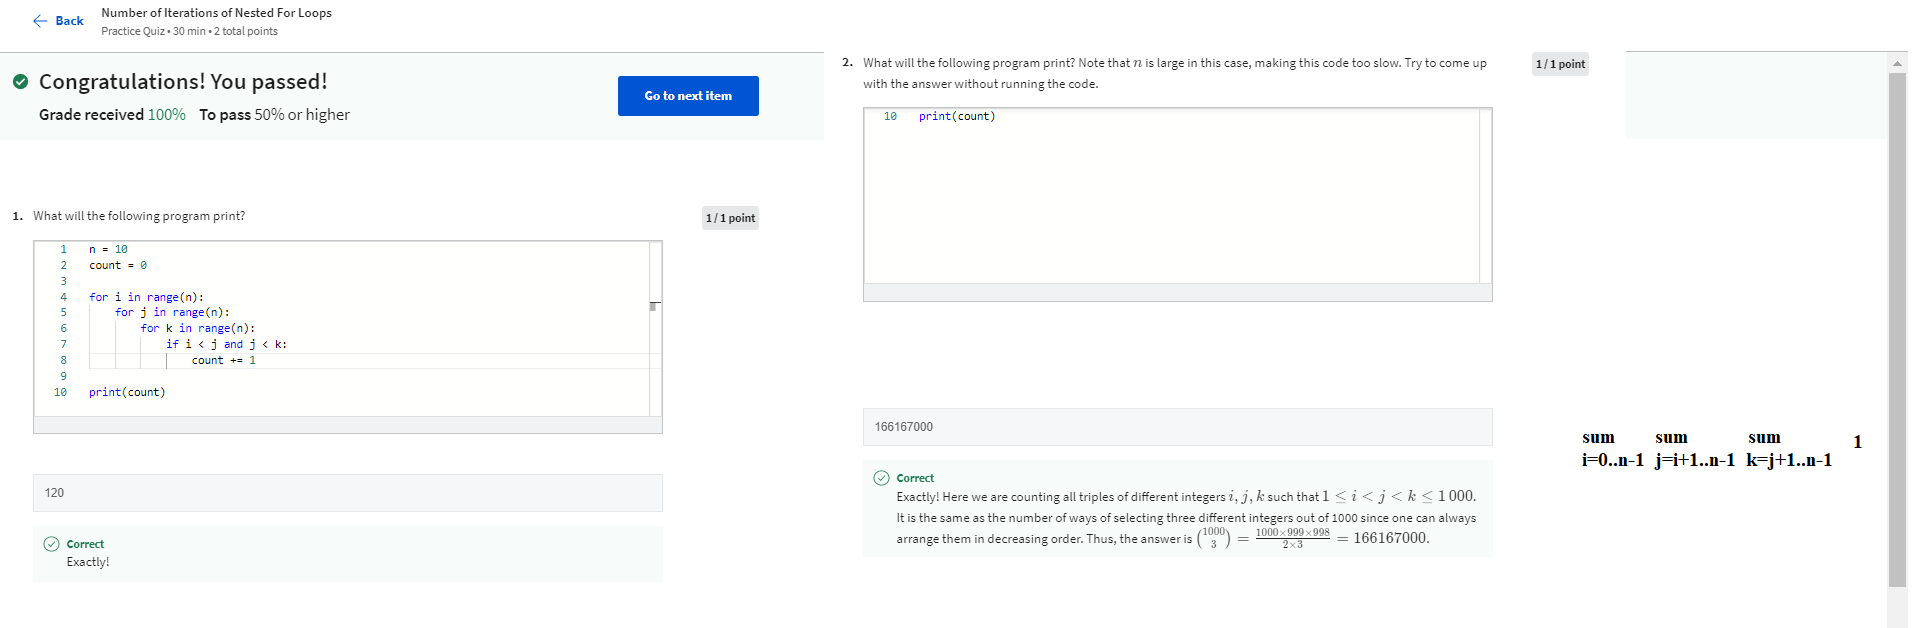 Back
Number of Iterations of Nested For Loops
Practice Quiz • 30 min • 2 total points
Congratulations! You passed!
Grade received 100% To pass 50% or higher
Go to next item
1. What will the following program print?
1 / 1 point
1 n = 10
2 count = 0
3
4 for i in range(n):
5 for j in range(n):
6 for k in range(n):
7 if i < j and j < k:
8 count += 1
9
10 print(count)
120
Correct
Exactly!
2. What will the following program print? Note that n is large in this case, making this code too slow. Try to come up
with the answer without running the code.
1 / 1 point
10 print(count)
166167000
Correct
Exactly! Here we are counting all triples of different integers i, j, k such that 1 ≤ i < j < k ≤ 1 000.
It is the same as the number of ways of selecting three different integers out of 1000 since one can always
arrange them in decreasing order. Thus, the answer is (1000 3) = 1000×999×998 / 2×3 = 166167000.
sum sum sum 1
i=0..n-1 j=i+1..n-1 k=j+1..n-1